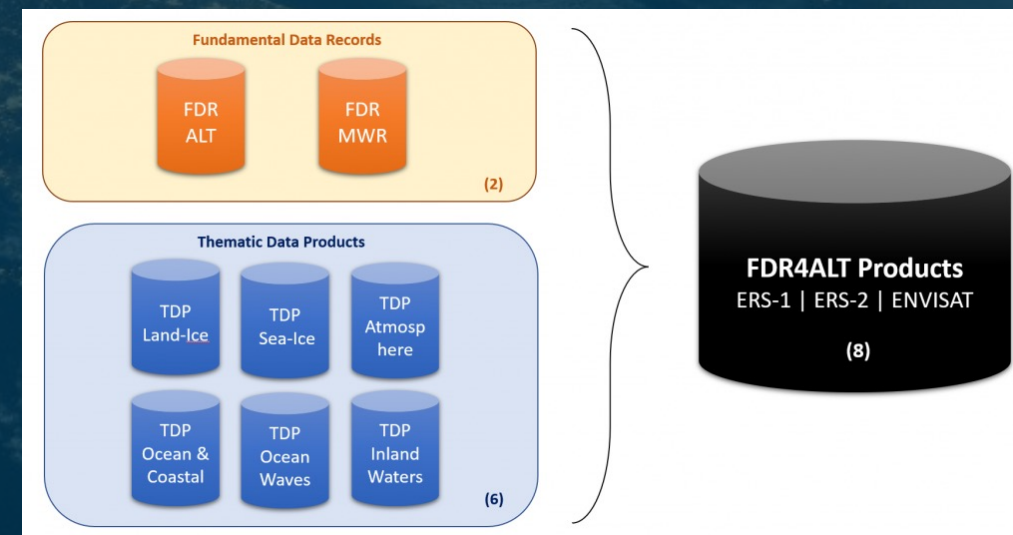 Fundamental Data Records
FDR
ALT
FDR
MWR
(2)
Thematic Data Products
TDP
Land-Ice
TDP
Sea-Ice
TDP
Atmosp
here
TDP
Ocean &
Coastal
TDP
Ocean
Waves
TDP
Inland
Waters
(6)
FDR4ALT Products
ERS-1 | ERS-2 | ENVISAT
(8)